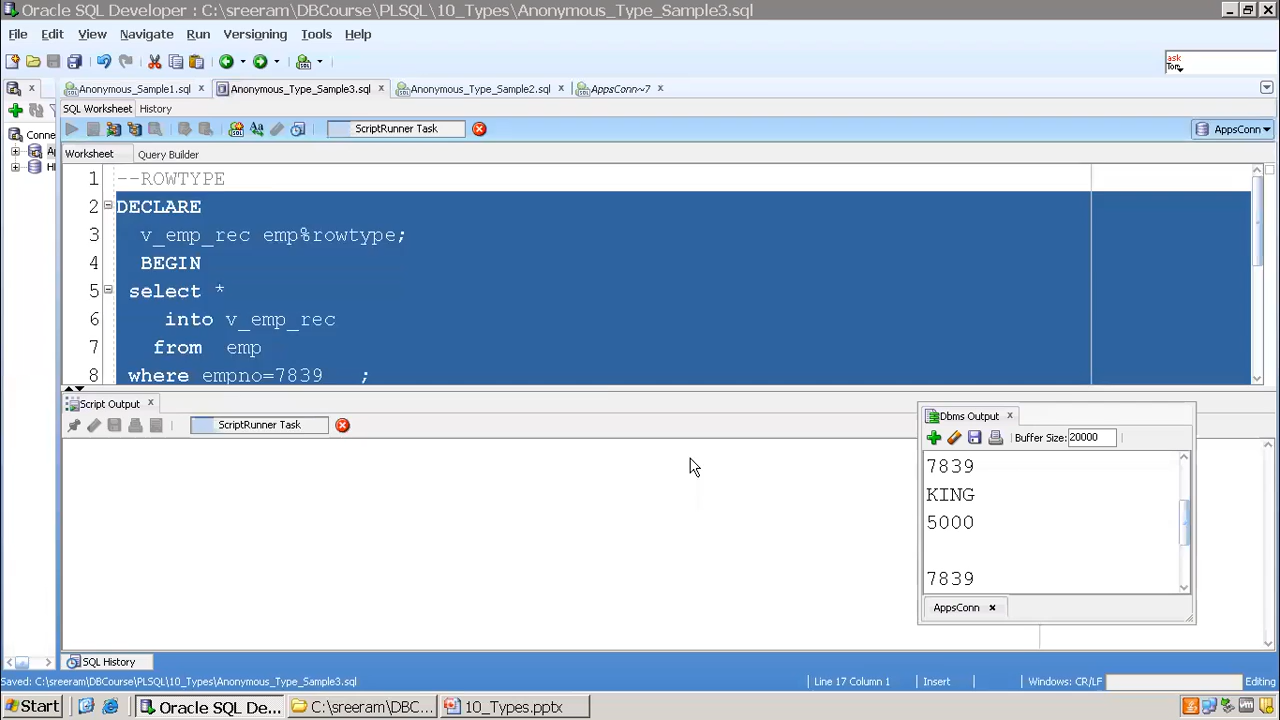 Oracle SQL Developer : C:\sreeram\DBCourse\PLSQL\10_Types\Anonymous_Type_Sample3.sql
File Edit View Navigate Run Versioning Tools Help
ask
Tom
Anonymous_Sample1.sql Anonymous_Type_Sample3.sql Anonymous_Type_Sample2.sql AppsConn~7
SQL Worksheet History
ScriptRunner Task AppsConn
Conne
Worksheet Query Builder
1 --ROWTYPE
2 DECLARE
3 v_emp_rec emp%rowtype;
4 BEGIN
5 select *
6 into v_emp_rec
7 from emp
8 where empno=7839 ;
Script Output
ScriptRunner Task
Dbms Output
Buffer Size: 20000
7839
KING
5000
7839
AppsConn
SQL History
Saved: C:\sreeram\DBCourse\PLSQL\10_Types\Anonymous_Type_Sample3.sql Line 17 Column 1 Insert Windows: CR/LF Editing
Start Oracle SQL De... C:\sreeram\DBC... 10_Types.pptx